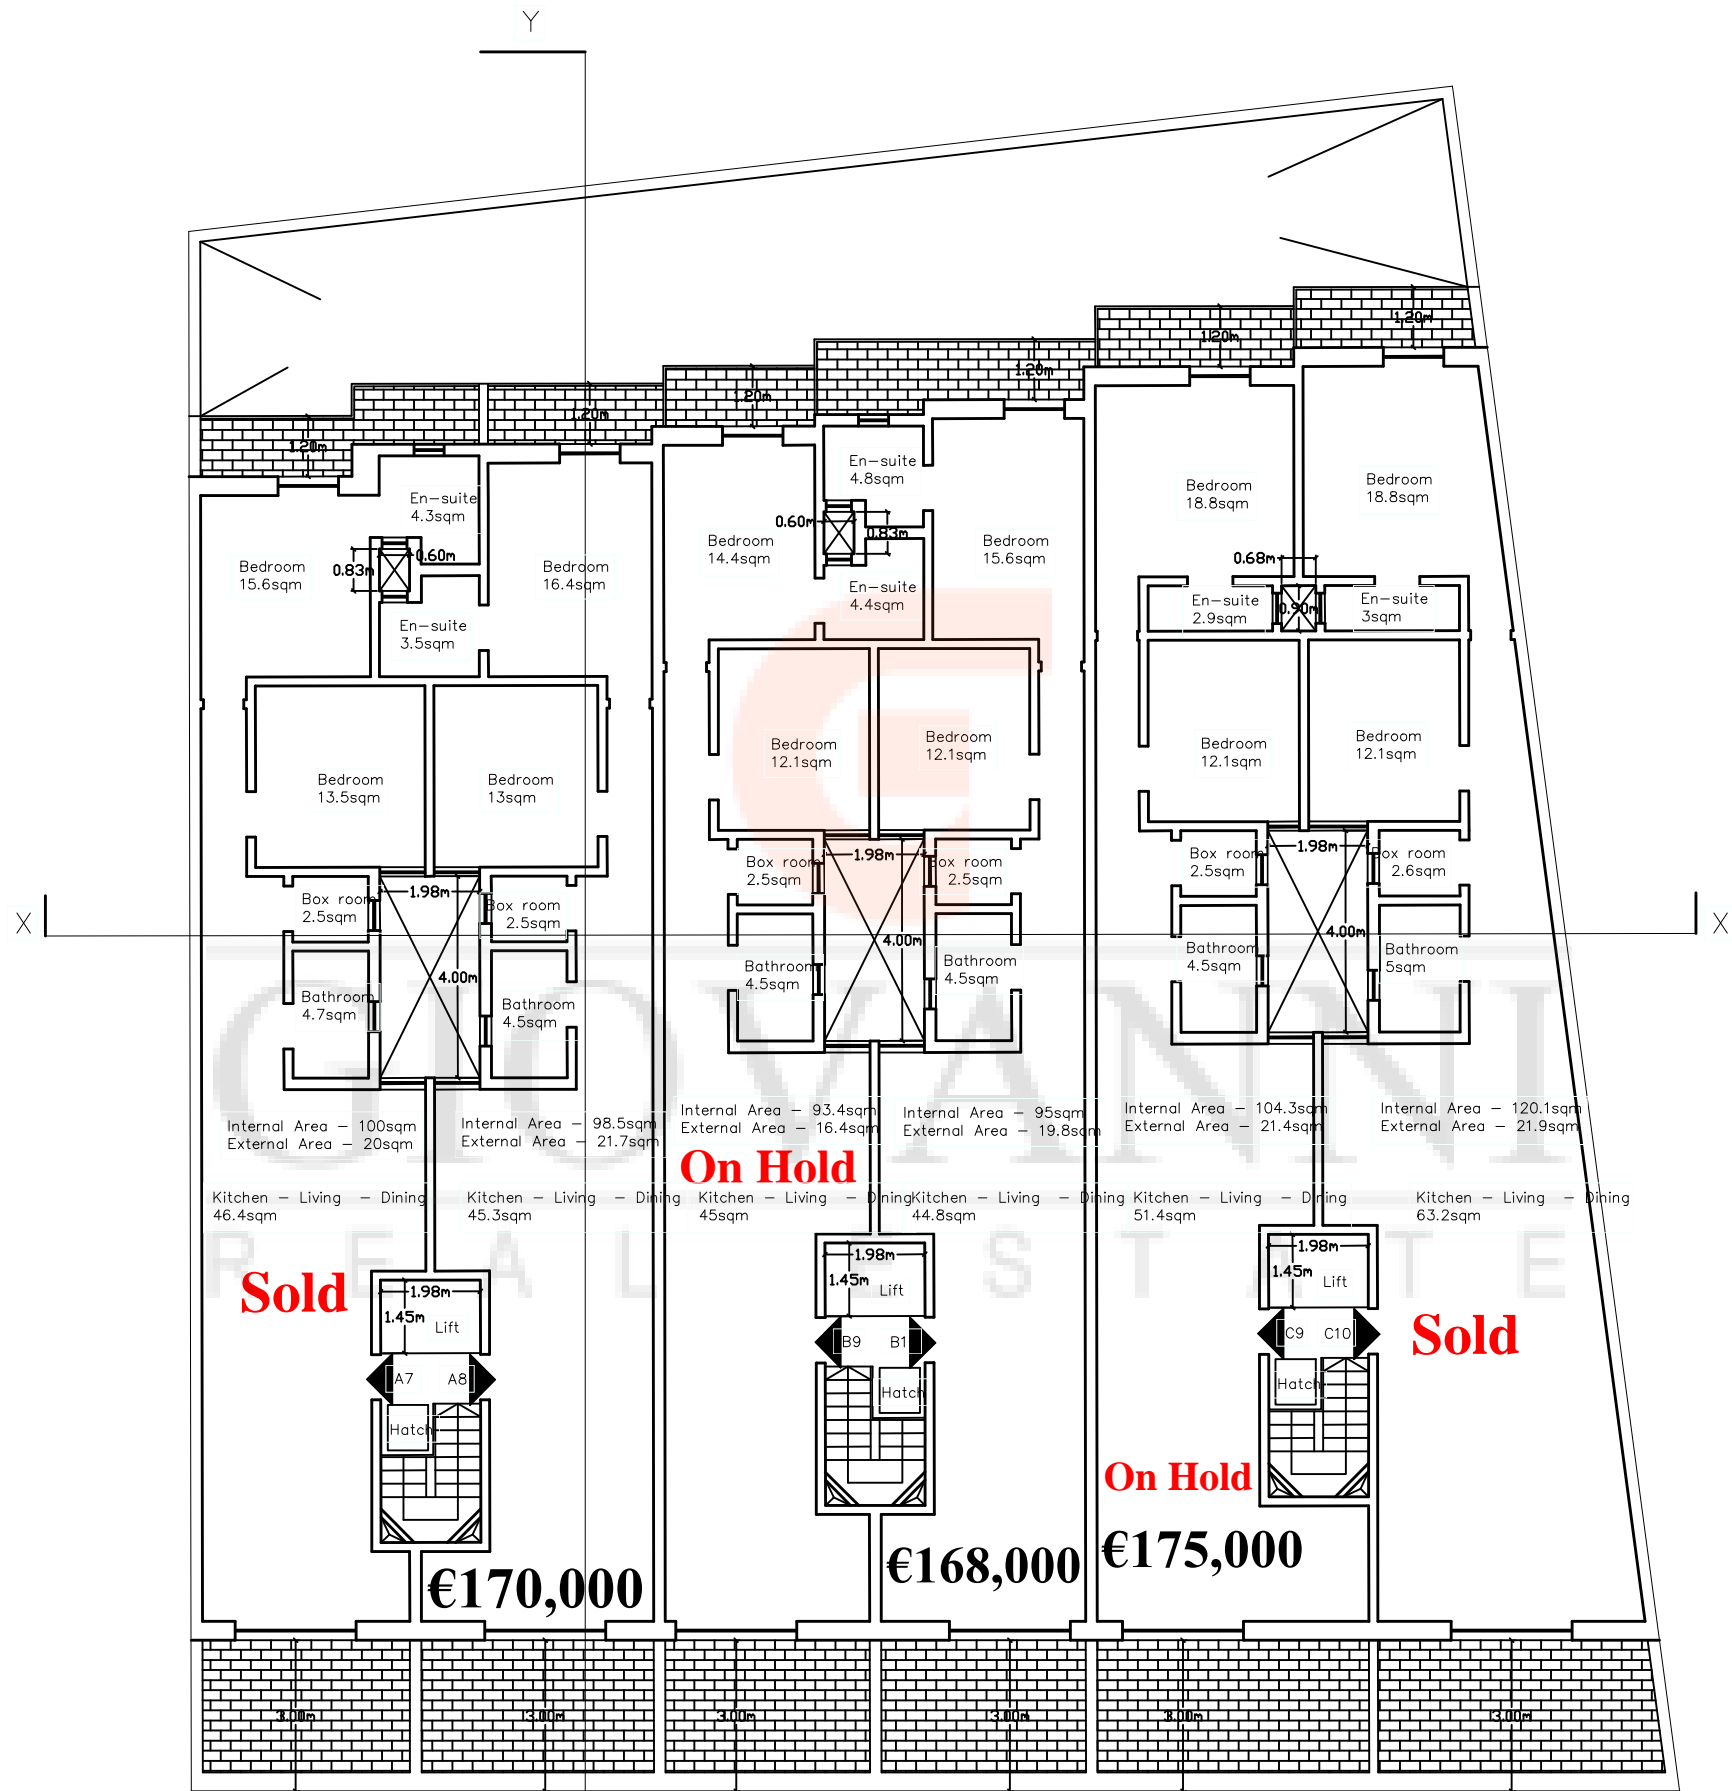 Y
1.20m
1.20m
1.20m
1.20m
1.20m
1.20m
En-suite
4.8sqm
Bedroom
18.8sqm
Bedroom
18.8sqm
En-suite
4.3sqm
0.60m
0.83m
Bedroom
14.4sqm
Bedroom
15.6sqm
0.83m
0.60m
Bedroom
15.6sqm
Bedroom
16.4sqm
0.68m
En-suite
4.4sqm
En-suite
2.9sqm
0.90m
En-suite
3sqm
En-suite
3.5sqm
Bedroom
13.5sqm
Bedroom
13sqm
Bedroom
12.1sqm
Bedroom
12.1sqm
Bedroom
12.1sqm
Bedroom
12.1sqm
Box room
2.5sqm
1.98m
Box room
2.5sqm
Box room
2.5sqm
1.98m
Box room
2.5sqm
Box room
2.5sqm
1.98m
Box room
2.6sqm
X
X
4.00m
4.00m
4.00m
Bathroom
4.7sqm
Bathroom
4.5sqm
Bathroom
4.5sqm
Bathroom
4.5sqm
Bathroom
4.5sqm
Bathroom
5sqm
GIOVANNI
REAL ESTATE
Internal Area - 100sqm
External Area - 20sqm
Internal Area - 98.5sqm
External Area - 21.7sqm
Internal Area - 93.4sqm
External Area - 16.4sqm
Internal Area - 95sqm
External Area - 19.8sqm
Internal Area - 104.3sqm
External Area - 21.4sqm
Internal Area - 120.1sqm
External Area - 21.9sqm
On Hold
Kitchen - Living - Dining
46.4sqm
Kitchen - Living - Dining
45.3sqm
Kitchen - Living - Dining
45sqm
Kitchen - Living - Dining
44.8sqm
Kitchen - Living - Dining
51.4sqm
Kitchen - Living - Dining
63.2sqm
Sold
1.98m
1.45m
Lift
1.98m
1.45m
Lift
1.98m
1.45m
Lift
Sold
A7
A8
B9
B1
C9
C10
Hatch
Hatch
Hatch
On Hold
€170,000
€168,000
€175,000
3.00m
3.00m
3.00m
3.00m
3.00m
3.00m